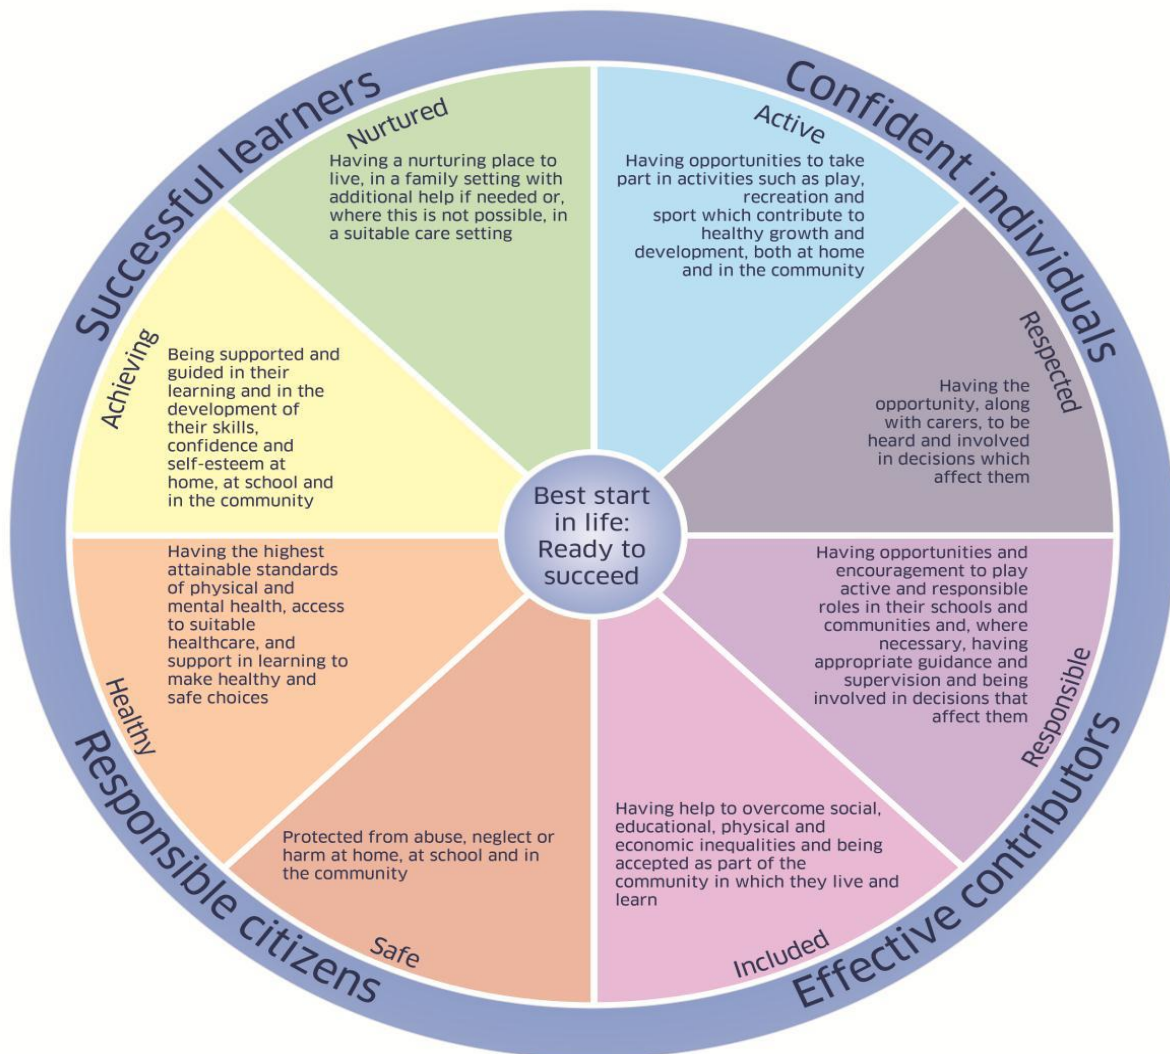 Successful learners
Confident individuals
Nurtured
Having a nurturing place to
live, in a family setting with
additional help if needed or,
where this is not possible, in
a suitable care setting
Active
Having opportunities to take
part in activities such as play,
recreation and
sport which contribute to
healthy growth and
development, both at home
and in the community
Achieving
Being supported and
guided in their
learning and in the
development of
their skills,
confidence and
self-esteem at
home, at school and
in the community
Respected
Having the
opportunity, along
with carers, to be
heard and involved
in decisions which
affect them
Best start
in life:
Ready to
succeed
Healthy
Having the highest
attainable standards
of physical and
mental health, access
to suitable
healthcare, and
support in learning to
make healthy and
safe choices
Responsible
Having opportunities and
encouragement to play
active and responsible
roles in their schools and
communities and, where
necessary, having
appropriate guidance and
supervision and being
involved in decisions that
affect them
Safe
Protected from abuse, neglect or
harm at home, at school and in
the community
Included
Having help to overcome social,
educational, physical and
economic inequalities and being
accepted as part of the
community in which they live and
learn
Responsible citizens
Effective contributors